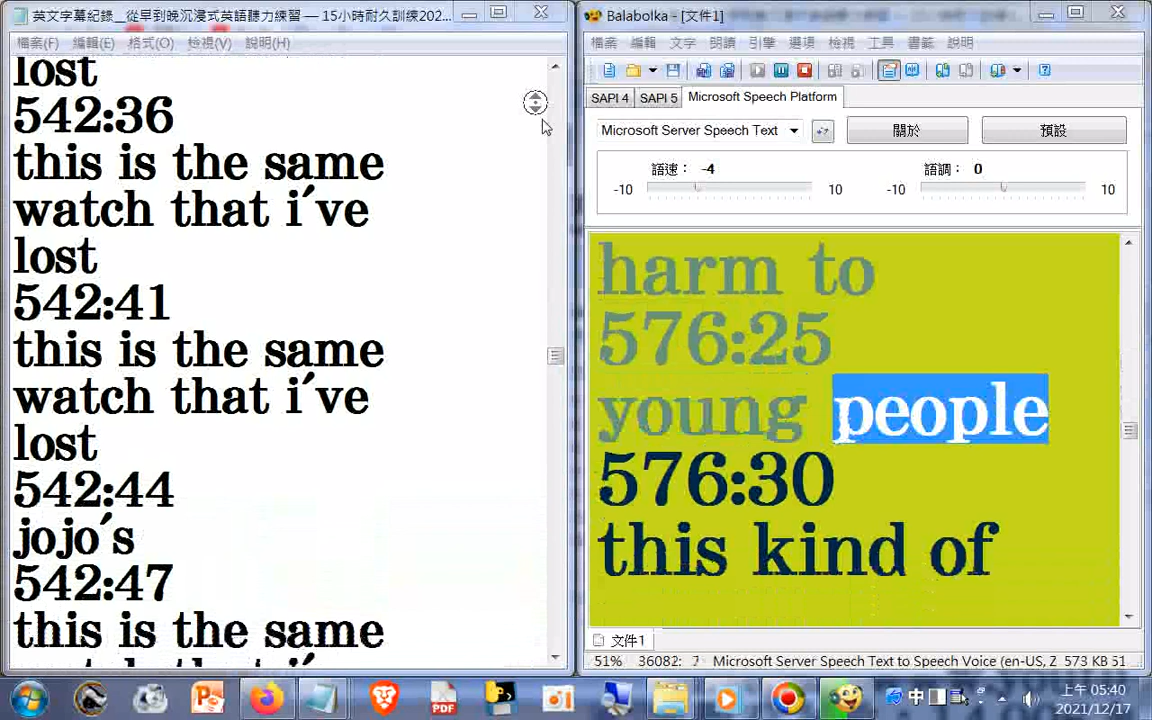 英文字幕紀錄__從早到晚沉浸式英語聽力練習 — 15小時耐久訓練202...
檔案(F) 編輯(E) 格式(O) 檢視(V) 說明(H)
lost
542:36
this is the same
watch that i´ve
lost
542:41
this is the same
watch that i´ve
lost
542:44
jojo´s
542:47
this is the same
Balabolka - [文件1]
檔案 編輯 文字 朗讀 引擎 選項 檢視 工具 書籤 說明
SAPI 4 SAPI 5 Microsoft Speech Platform
Microsoft Server Speech Text 關於 預設
語速: -4 語調: 0
-10 10 -10 10
harm to
576:25
young people
576:30
this kind of
文件1
51% 36082: 7 Microsoft Server Speech Text to Speech Voice (en-US, Z 573 KB 51
PDF
中
上午 05:40
2021/12/17